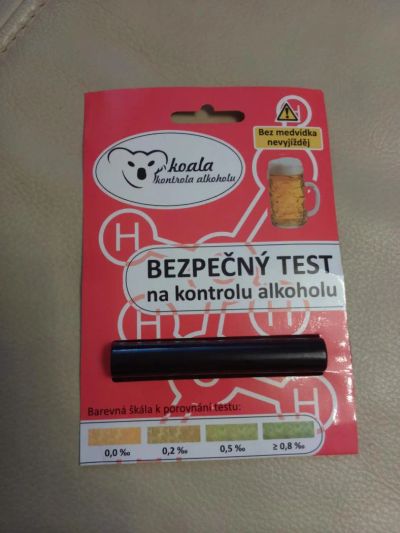 Bez medvídka
nevyjížděj
koala
kontrola alkoholu
H
H
H
BEZPEČNÝ TEST
na kontrolu alkoholu
H
Barevná škála k porovnání testu:
0,0 ‰
0,2 ‰
0,5 ‰
≥ 0,8 ‰